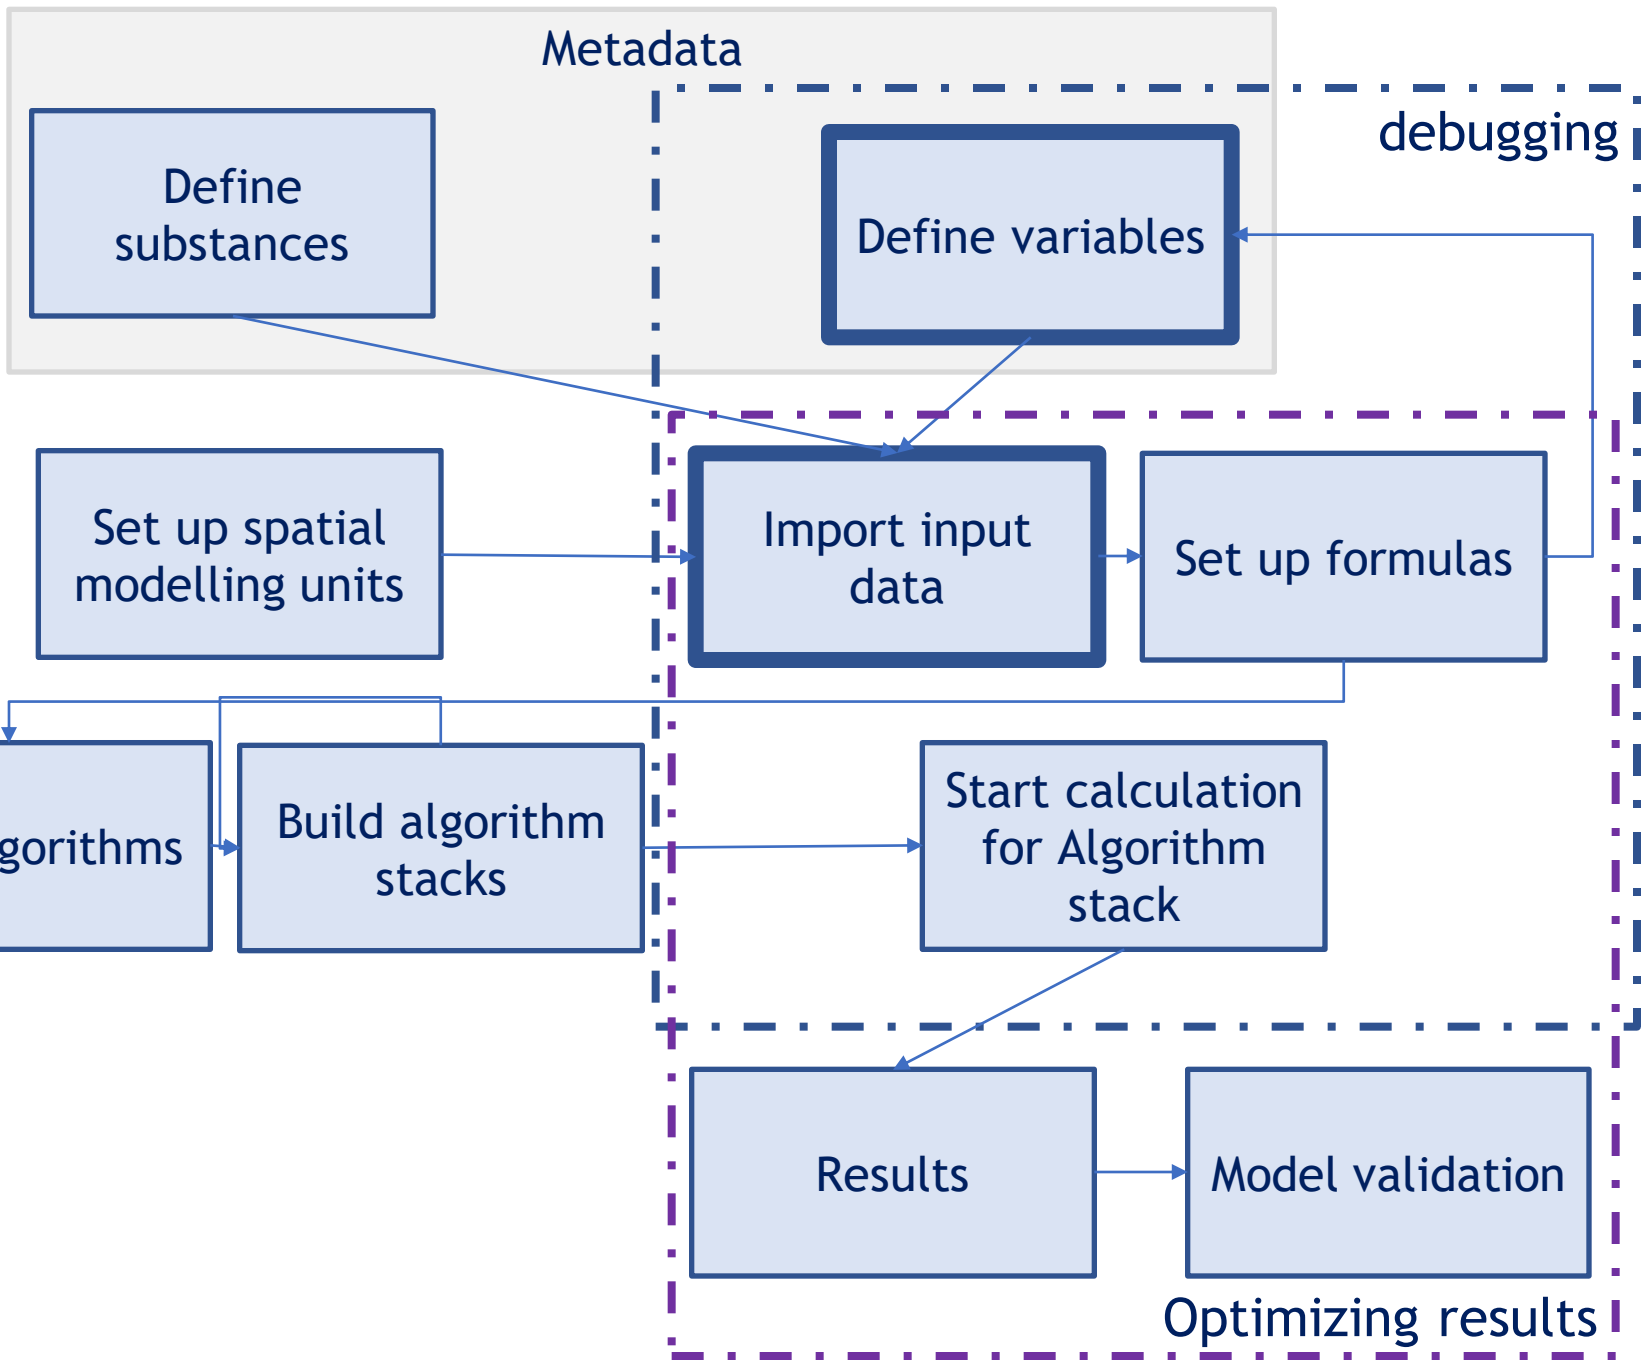 Metadata
debugging
Define
substances
Define variables
Set up spatial
modelling units
Import input
data
Set up formulas
gorithms
Build algorithm
stacks
Start calculation
for Algorithm
stack
Results
Model validation
Optimizing results